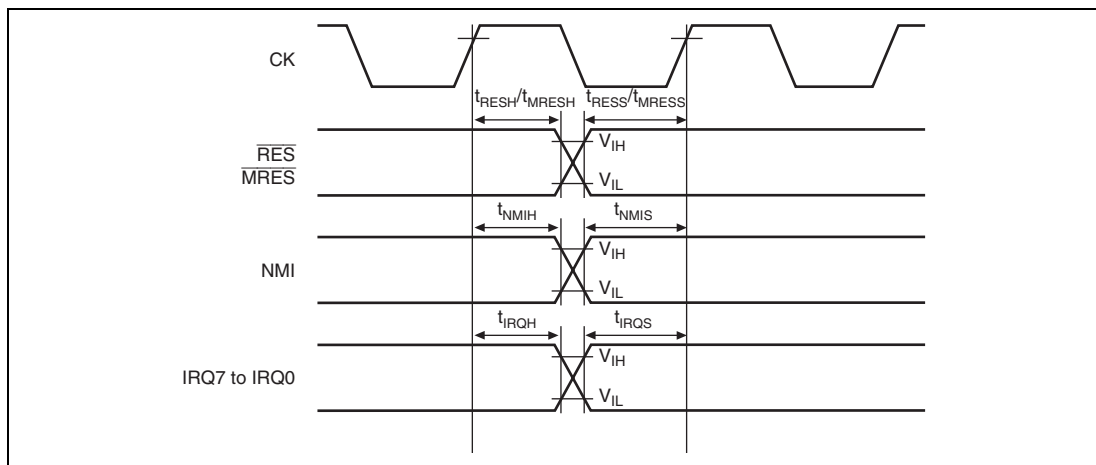 CK
tRESH/tMRESH tRESS/tMRESS
RES VIH
MRES VIL
tNMIH tNMIS
VIH
NMI
VIL
tIRQH tIRQS
VIH
IRQ7 to IRQ0
VIL